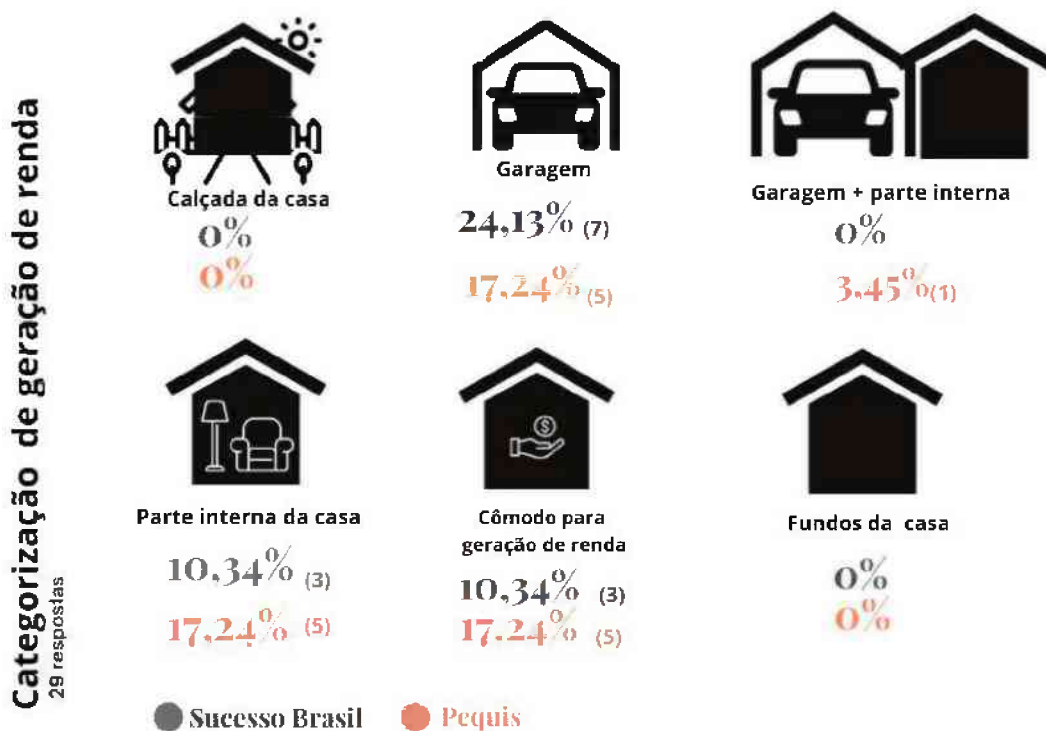 Categorização de geração de renda
29 respostas
Calçada da casa
0%
0%
Garagem
24,13% (7)
17,24% (5)
Garagem + parte interna
0%
3,45% (1)
Parte interna da casa
10,34% (3)
17,24% (5)
$
Cômodo para
geração de renda
10,34% (3)
17,24% (5)
Fundos da casa
0%
0%
Sucesso Brasil
Pequis